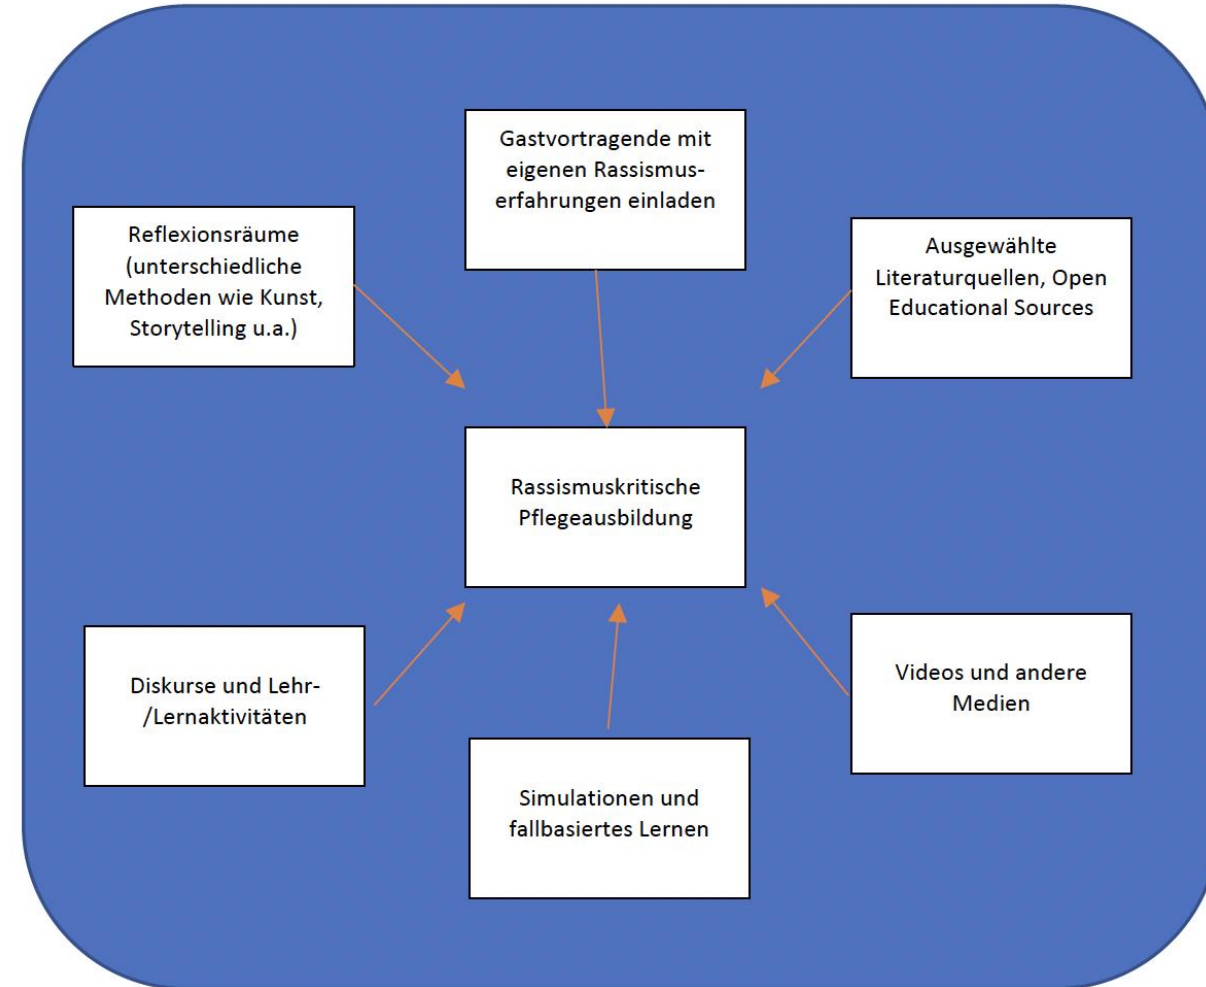 Gastvortragende mit
eigenen Rassismus-
erfahrungen einladen
Reflexionsräume
(unterschiedliche
Methoden wie Kunst,
Storytelling u.a.)
Ausgewählte
Literaturquellen, Open
Educational Sources
Rassismuskritische
Pflegeausbildung
Diskurse und Lehr-
/Lernaktivitäten
Videos und andere
Medien
Simulationen und
fallbasiertes Lernen